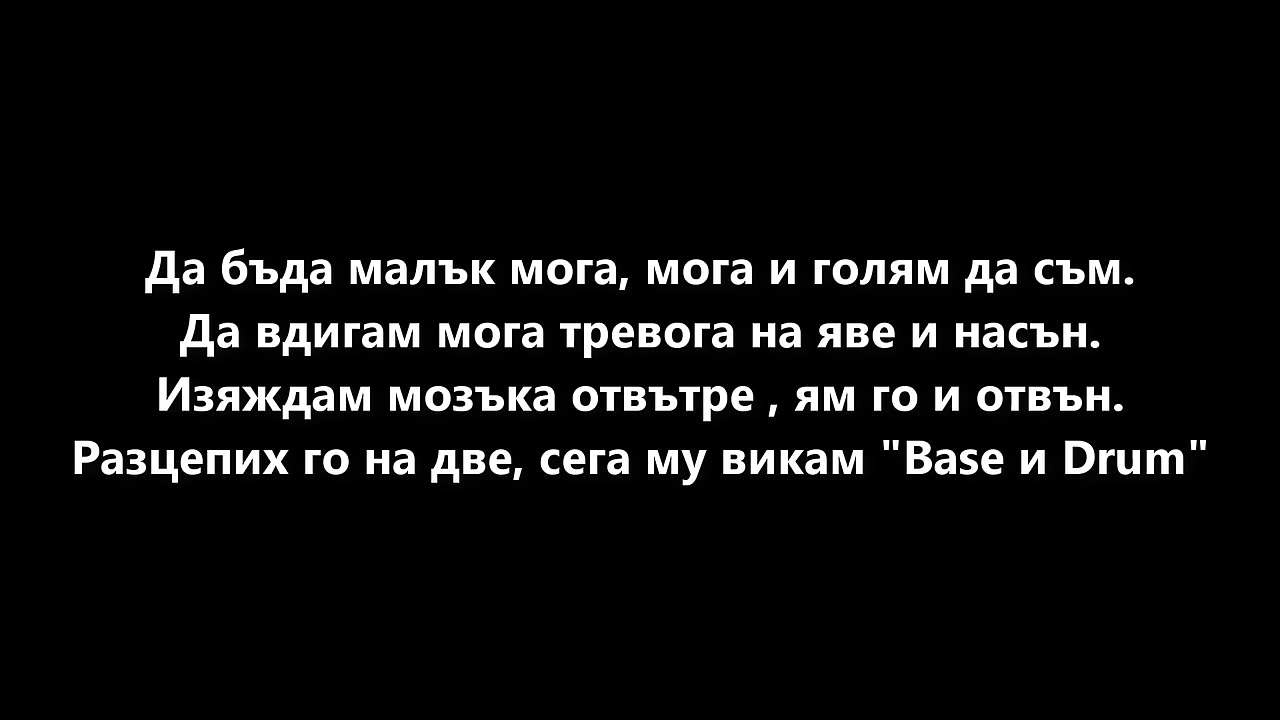 Да бъда малък мога, мога и голям да съм.
Да вдигам мога тревога на яве и насън.
Изяждам мозъка отвътре , ям го и отвън.
Разцепих го на две, сега му викам "Base и Drum"